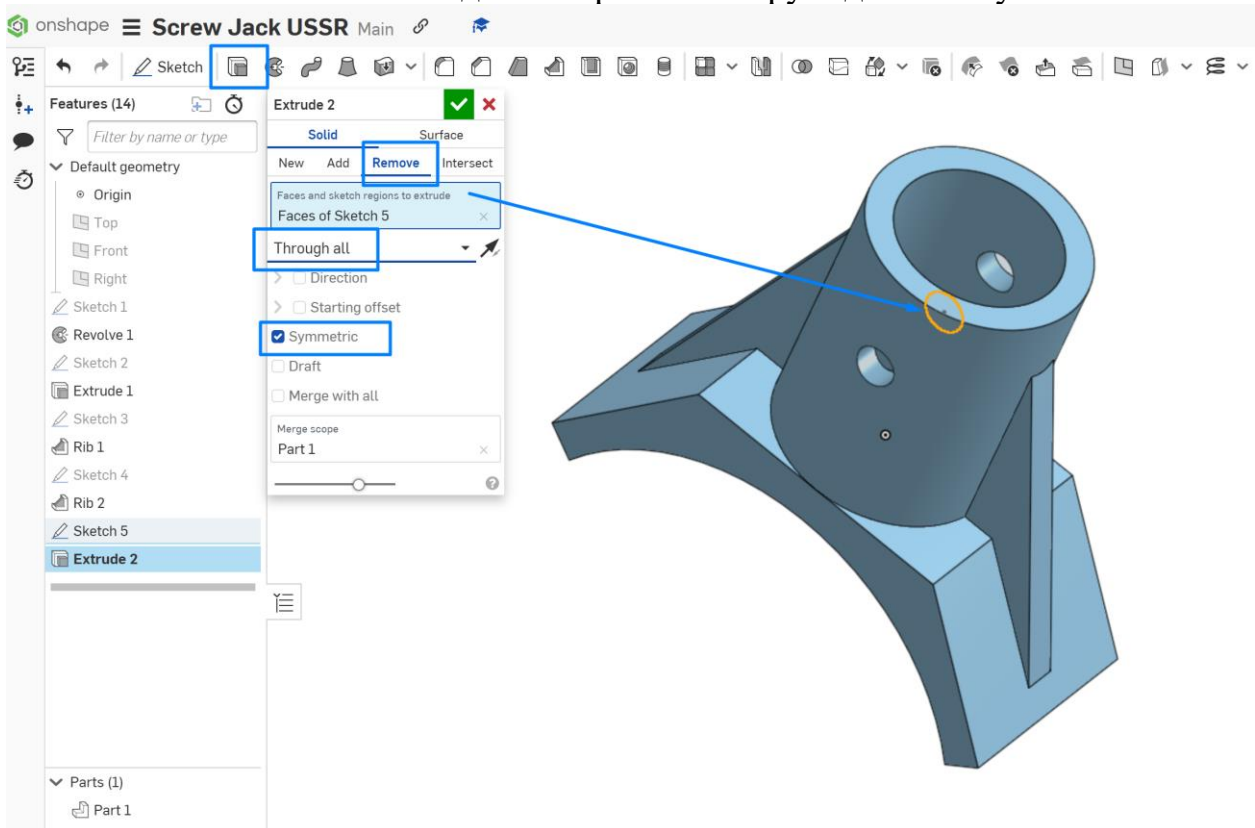 onshape Screw Jack USSR Main
Sketch
Features (14)
Filter by name or type
Default geometry
Origin
Top
Front
Right
Sketch 1
Revolve 1
Sketch 2
Extrude 1
Sketch 3
Rib 1
Sketch 4
Rib 2
Sketch 5
Extrude 2
Parts (1)
Part 1
Extrude 2
Solid Surface
New Add Remove Intersect
Faces and sketch regions to extrude
Faces of Sketch 5
Through all
Direction
Starting offset
Symmetric
Draft
Merge with all
Merge scope
Part 1